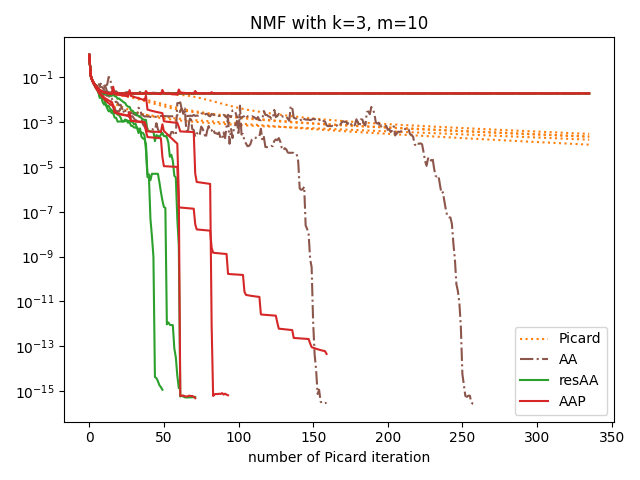 NMF with k=3, m=10
10⁻¹
10⁻³
10⁻⁵
10⁻⁷
10⁻⁹
10⁻¹¹
10⁻¹³
10⁻¹⁵
Picard
AA
resAA
AAP
0 50 100 150 200 250 300 350
number of Picard iteration